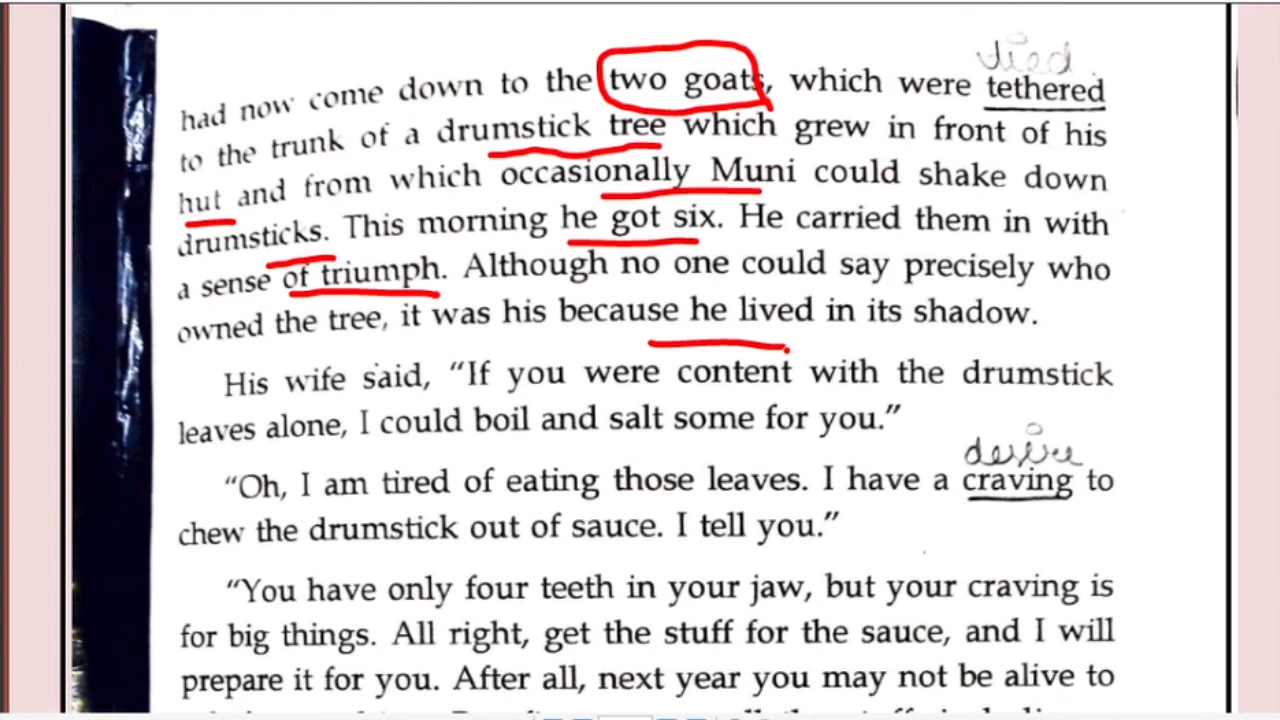 tied
had now come down to the two goats, which were tethered
to the trunk of a drumstick tree which grew in front of his
hut and from which occasionally Muni could shake down
drumsticks. This morning he got six. He carried them in with
a sense of triumph. Although no one could say precisely who
owned the tree, it was his because he lived in its shadow.
His wife said, “If you were content with the drumstick
leaves alone, I could boil and salt some for you.”
desire
“Oh, I am tired of eating those leaves. I have a craving to
chew the drumstick out of sauce. I tell you.”
“You have only four teeth in your jaw, but your craving is
for big things. All right, get the stuff for the sauce, and I will
prepare it for you. After all, next year you may not be alive to